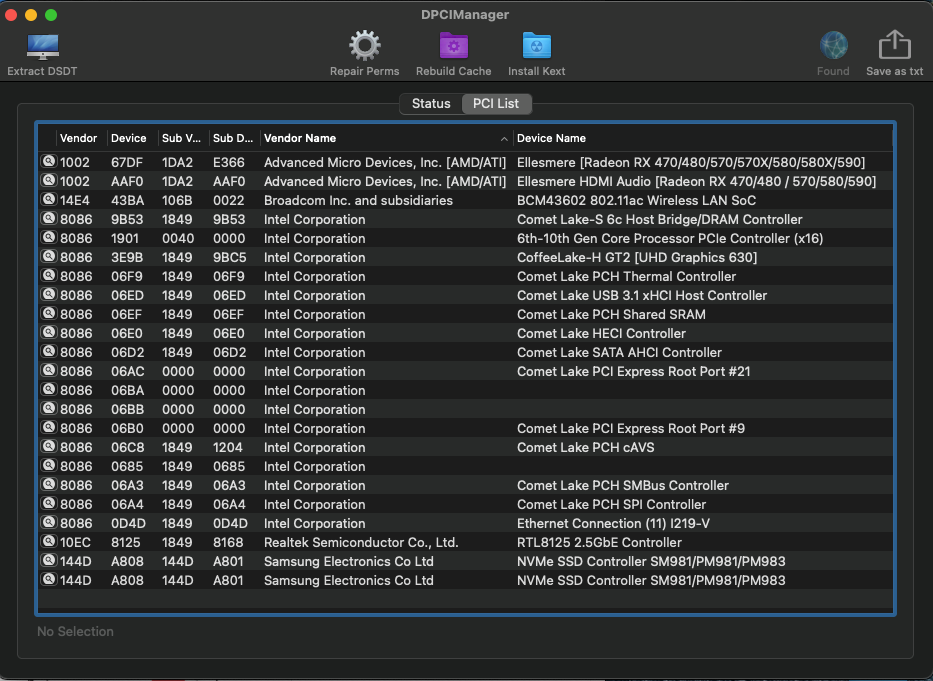 DPCIManager
Extract DSDT Repair Perms Rebuild Cache Install Kext Found Save as txt
Status PCI List
Vendor Device Sub V... Sub D... Vendor Name Device Name
1002 67DF 1DA2 E366 Advanced Micro Devices, Inc. [AMD/ATI] Ellesmere [Radeon RX 470/480/570/570X/580/580X/590]
1002 AAF0 1DA2 AAF0 Advanced Micro Devices, Inc. [AMD/ATI] Ellesmere HDMI Audio [Radeon RX 470/480 / 570/580/590]
14E4 43BA 106B 0022 Broadcom Inc. and subsidiaries BCM43602 802.11ac Wireless LAN SoC
8086 9B53 1849 9B53 Intel Corporation Comet Lake-S 6c Host Bridge/DRAM Controller
8086 1901 0040 0000 Intel Corporation 6th-10th Gen Core Processor PCIe Controller (x16)
8086 3E9B 1849 9BC5 Intel Corporation CoffeeLake-H GT2 [UHD Graphics 630]
8086 06F9 1849 06F9 Intel Corporation Comet Lake PCH Thermal Controller
8086 06ED 1849 06ED Intel Corporation Comet Lake USB 3.1 xHCI Host Controller
8086 06EF 1849 06EF Intel Corporation Comet Lake PCH Shared SRAM
8086 06E0 1849 06E0 Intel Corporation Comet Lake HECI Controller
8086 06D2 1849 06D2 Intel Corporation Comet Lake SATA AHCI Controller
8086 06AC 0000 0000 Intel Corporation Comet Lake PCI Express Root Port #21
8086 06BA 0000 0000 Intel Corporation
8086 06BB 0000 0000 Intel Corporation
8086 06B0 0000 0000 Intel Corporation Comet Lake PCI Express Root Port #9
8086 06C8 1849 1204 Intel Corporation Comet Lake PCH cAVS
8086 0685 1849 0685 Intel Corporation
8086 06A3 1849 06A3 Intel Corporation Comet Lake PCH SMBus Controller
8086 06A4 1849 06A4 Intel Corporation Comet Lake PCH SPI Controller
8086 0D4D 1849 0D4D Intel Corporation Ethernet Connection (11) I219-V
10EC 8125 1849 8168 Realtek Semiconductor Co., Ltd. RTL8125 2.5GbE Controller
144D A808 144D A801 Samsung Electronics Co Ltd NVMe SSD Controller SM981/PM981/PM983
144D A808 144D A801 Samsung Electronics Co Ltd NVMe SSD Controller SM981/PM981/PM983
No Selection